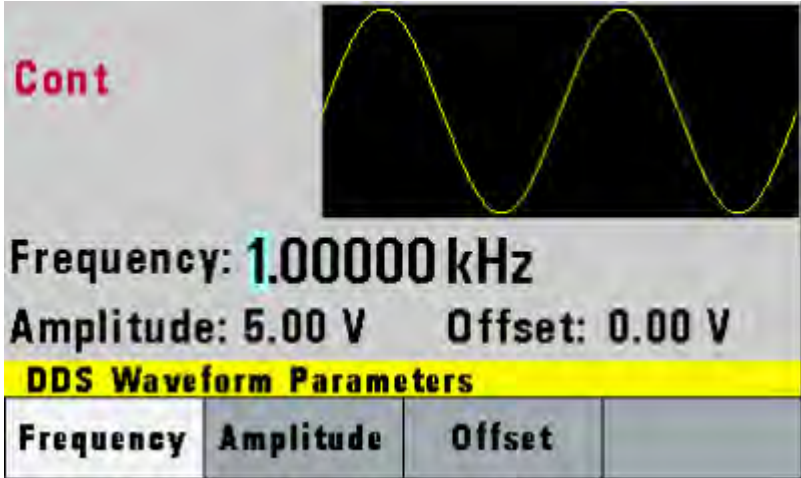 Cont
Frequency: 1.00000 kHz
Amplitude: 5.00 V Offset: 0.00 V
DDS Waveform Parameters
Frequency Amplitude Offset